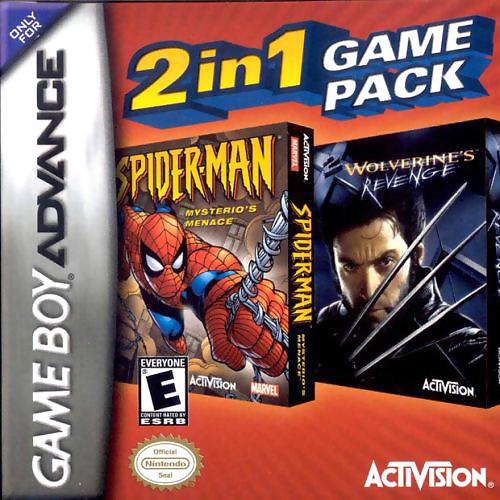 ONLY
FOR
GAME BOY ADVANCE
2 in 1
GAME
PACK
SPIDER-MAN
MYSTERIO'S
MENACE
ACTIVISION
MARVEL
SPIDER-MAN
MYSTERIO'S
MENACE
WOLVERINE'S
REVENGE
EVERYONE
E
CONTENT RATED BY
ESRB
ACTIVISION
MARVEL
ACTIVISION
Official
Nintendo
Seal
ACTIVISION.